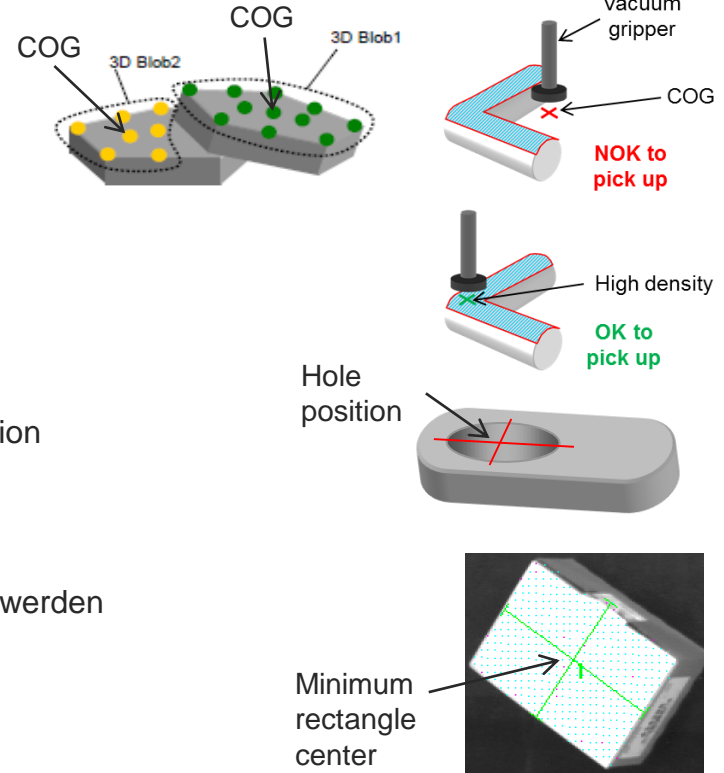 vacuum
gripper
COG
COG
3D Blob1
3D Blob2
COG
NOK to
pick up
High density
OK to
pick up
Hole
position
ion
werden
Minimum
rectangle
center
1